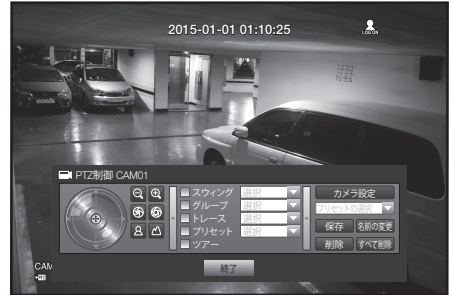 2015-01-01 01:10:25
LOG ON
PTZ制御 CAM01
スウィング 選択
グループ 選択
トレース 選択
プリセット 選択
ツアー
カメラ設定
プリセットの選択
保存 名前の変更
削除 すべて削除
終了
CAM